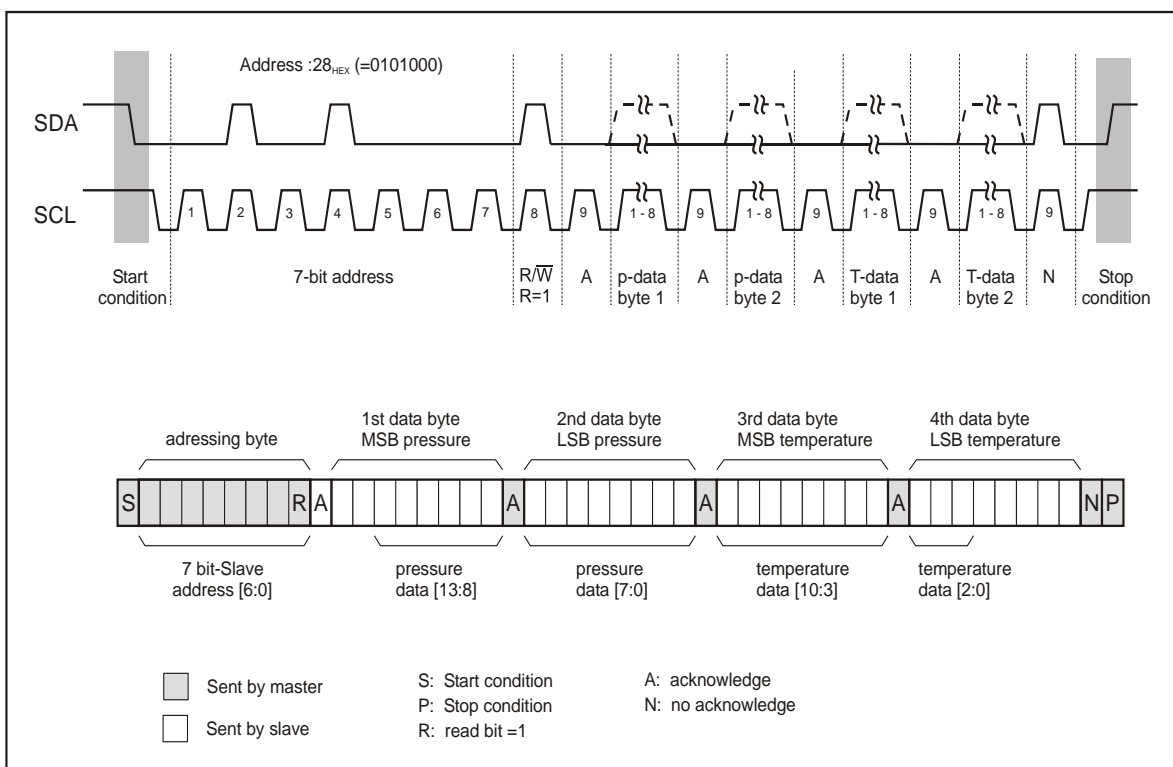 Address :28HEX (=0101000)
SDA
SCL
1 2 3 4 5 6 7 8 9 1 - 8 9 1 - 8 9 1 - 8 9 1 - 8 9
Start condition
7-bit address
R/W̅
R=1
A
p-data
byte 1
A
p-data
byte 2
A
T-data
byte 1
A
T-data
byte 2
N
Stop
condition
adressing byte
1st data byte
MSB pressure
2nd data byte
LSB pressure
3rd data byte
MSB temperature
4th data byte
LSB temperature
S R A A A A N P
7 bit-Slave
address [6:0]
pressure
data [13:8]
pressure
data [7:0]
temperature
data [10:3]
temperature
data [2:0]
Sent by master
Sent by slave
S: Start condition
P: Stop condition
R: read bit =1
A: acknowledge
N: no acknowledge